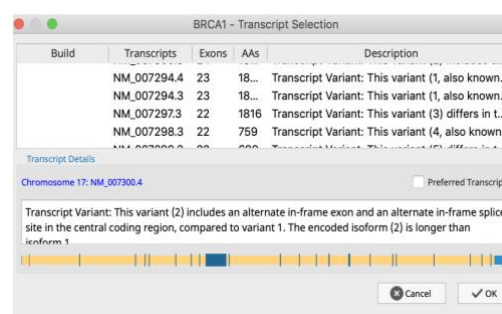 BRCA1 - Transcript Selection
Build Transcripts Exons AAs Description
NM_007294.4 23 18... Transcript Variant: This variant (1, also known.
NM_007294.3 23 18... Transcript Variant: This variant (1, also known.
NM_007297.3 22 1816 Transcript Variant: This variant (3) differs in t..
NM_007298.3 22 759 Transcript Variant: This variant (4, also known
Transcript Details
Chromosome 17: NM_007300.4 Preferred Transcrip
Transcript Variant: This variant (2) includes an alternate in-frame exon and an alternate in-frame splice
site in the central coding region, compared to variant 1. The encoded isoform (2) is longer than
isoform 1
Cancel OK